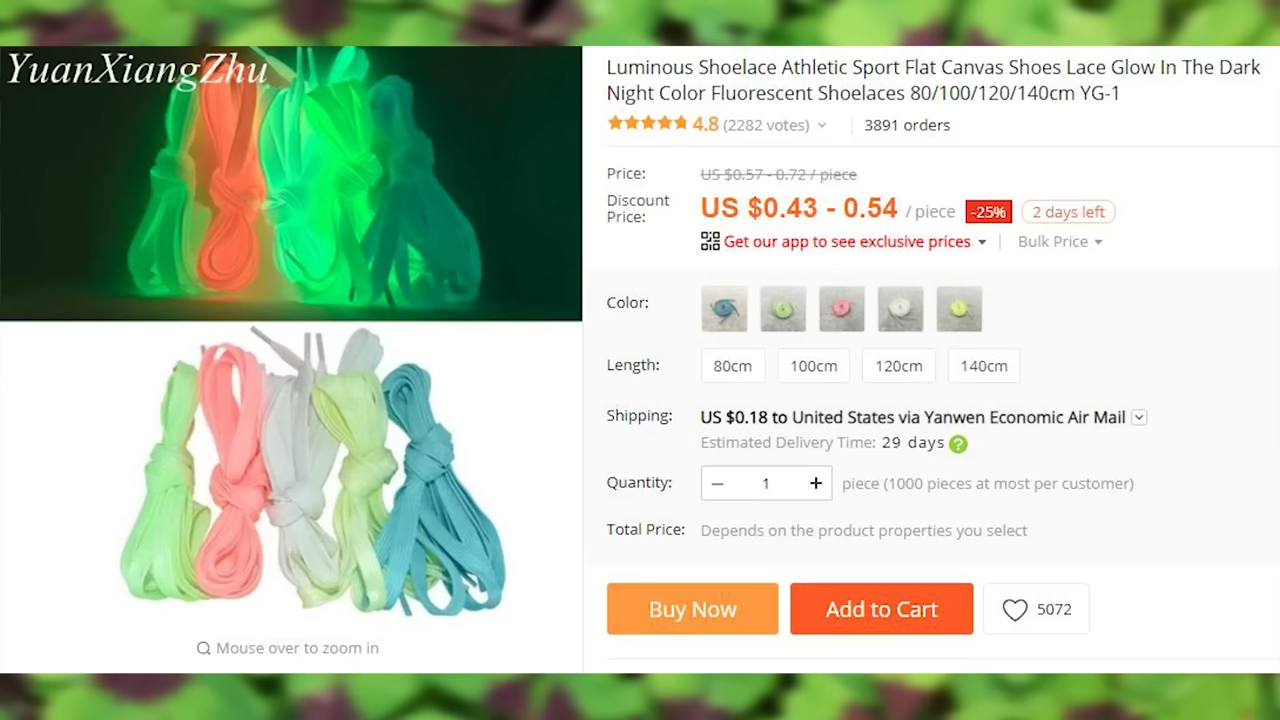 YuanXiangZhu
Mouse over to zoom in
Luminous Shoelace Athletic Sport Flat Canvas Shoes Lace Glow In The Dark
Night Color Fluorescent Shoelaces 80/100/120/140cm YG-1
4.8 (2282 votes) 3891 orders
Price: US $0.57 - 0.72 / piece
Discount
Price: US $0.43 - 0.54 / piece -25% 2 days left
Get our app to see exclusive prices Bulk Price
Color:
Length: 80cm 100cm 120cm 140cm
Shipping: US $0.18 to United States via Yanwen Economic Air Mail
Estimated Delivery Time: 29 days ?
Quantity: 1 piece (1000 pieces at most per customer)
Total Price: Depends on the product properties you select
Buy Now Add to Cart 5072